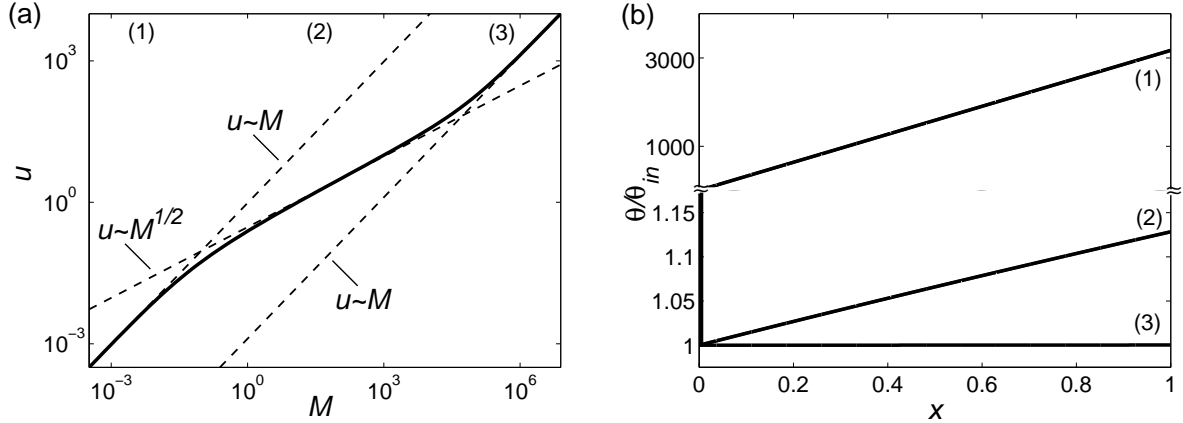 (a)
(1) (2) (3)
10^3
10^0
10^−3
u
u~M
u~M^1/2
u~M
10^−3 10^0 10^3 10^6
M
(b)
3000
1000
1.15
1.1
1.05
1
θ/θ_in
(1)
(2)
(3)
0 0.2 0.4 0.6 0.8 1
x